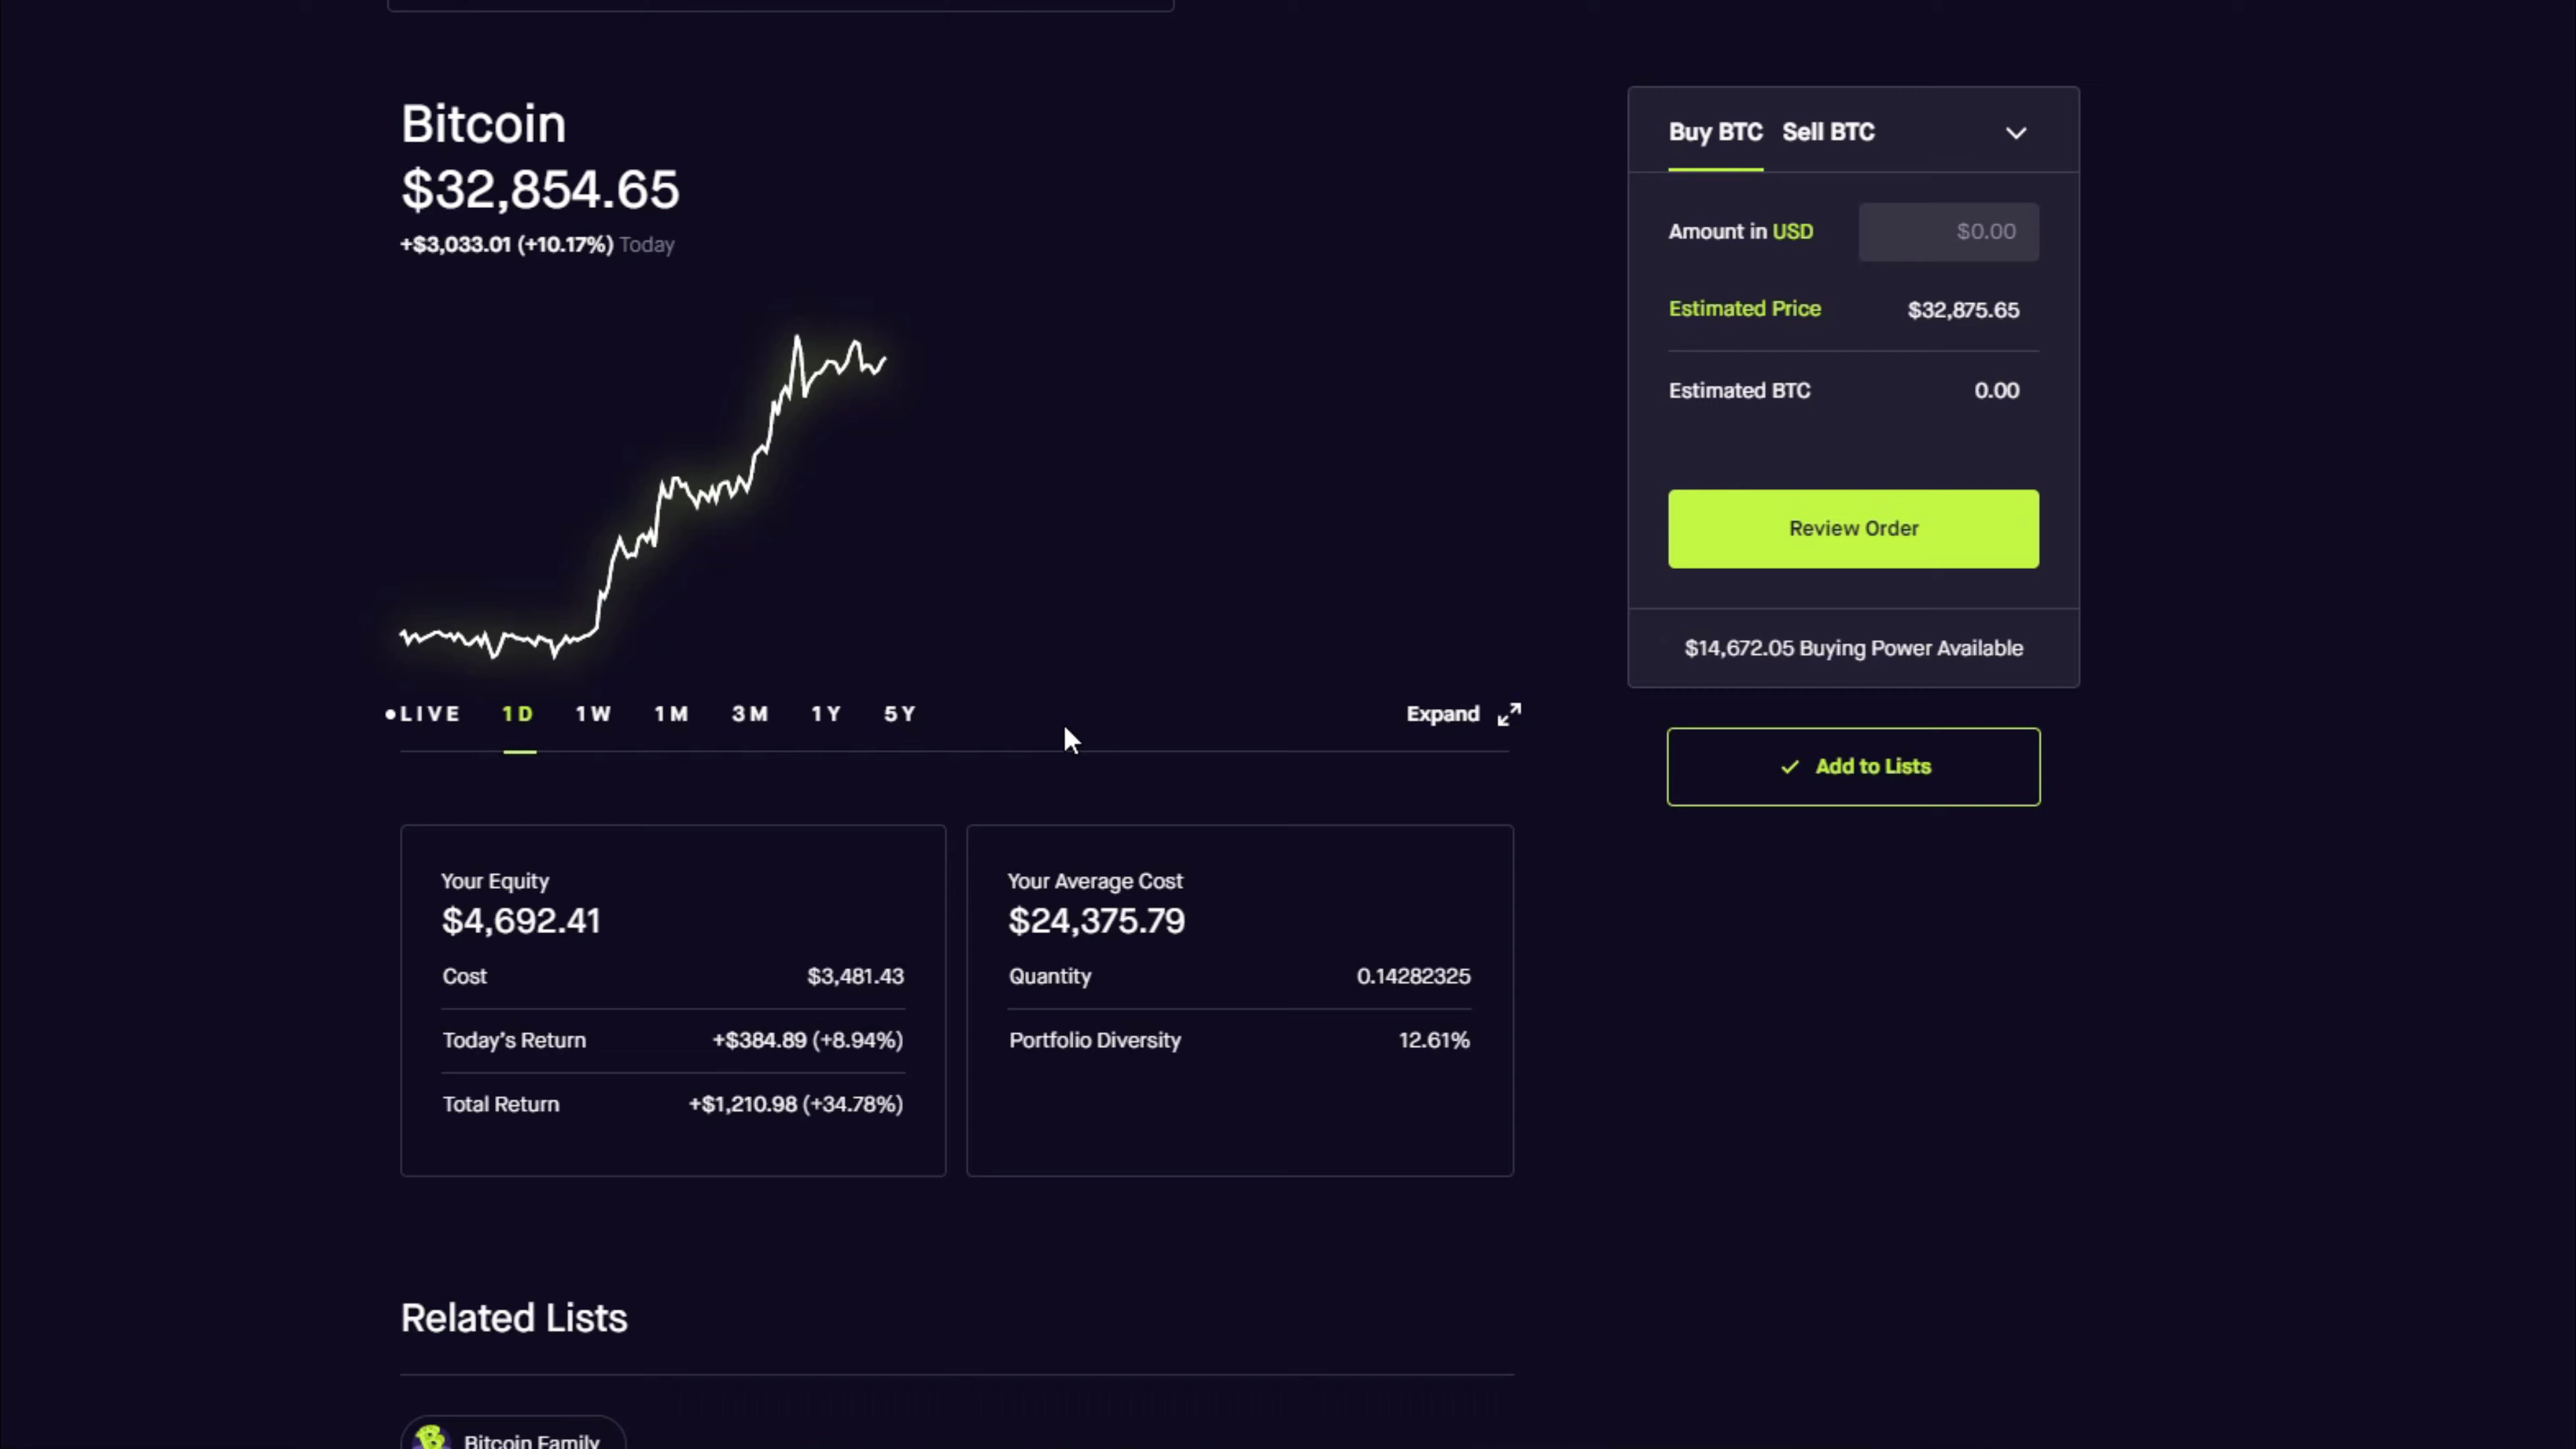 Bitcoin
$32,854.65
+$3,033.01 (+10.17%) Today
LIVE 1D 1W 1M 3M 1Y 5Y Expand
Buy BTC Sell BTC
Amount in USD $0.00
Estimated Price $32,875.65
Estimated BTC 0.00
Review Order
$14,672.05 Buying Power Available
Add to Lists
Your Equity
$4,692.41
Cost $3,481.43
Today's Return +$384.89 (+8.94%)
Total Return +$1,210.98 (+34.78%)
Your Average Cost
$24,375.79
Quantity 0.14282325
Portfolio Diversity 12.61%
Related Lists
Bitcoin Family